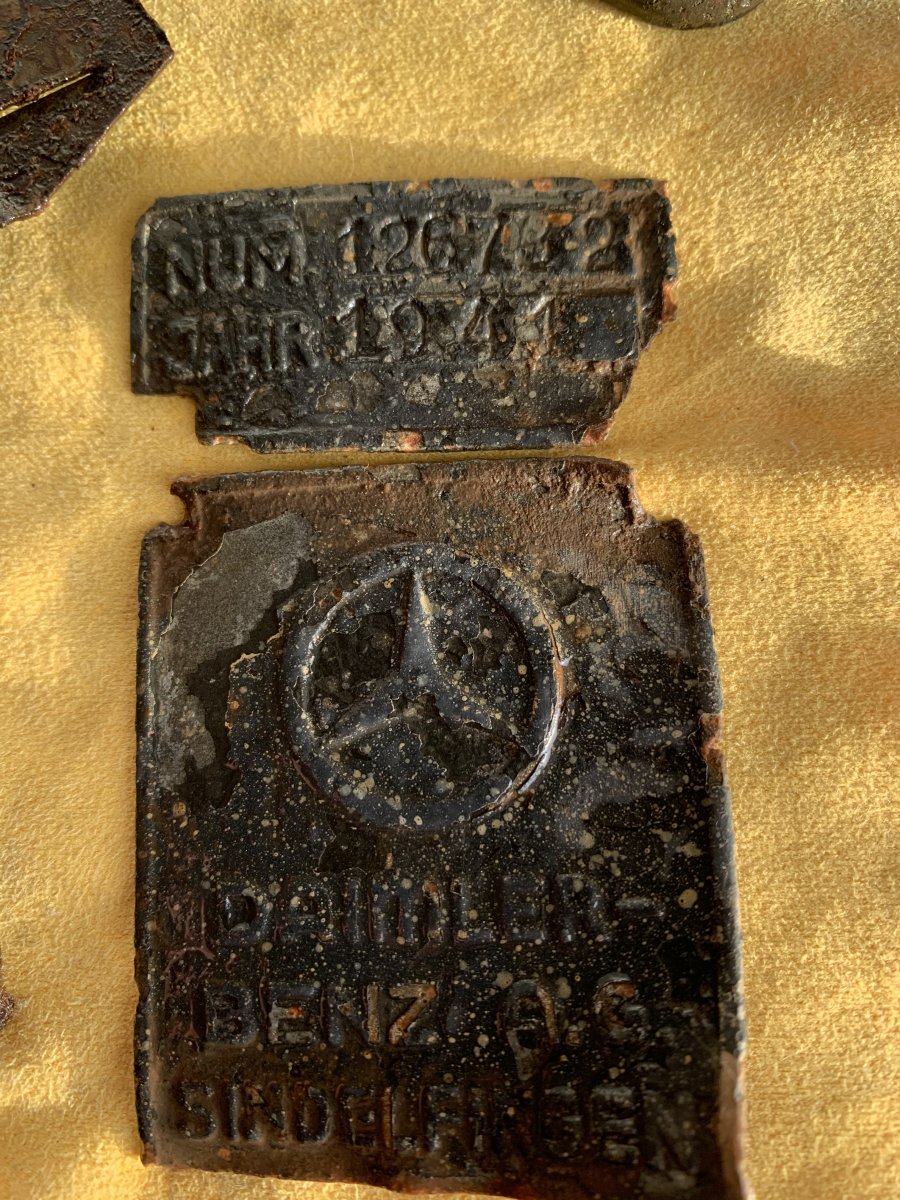 NUM.
JAHR 1941
DAIMLER-
BENZ A.G.
SINDELFINGEN